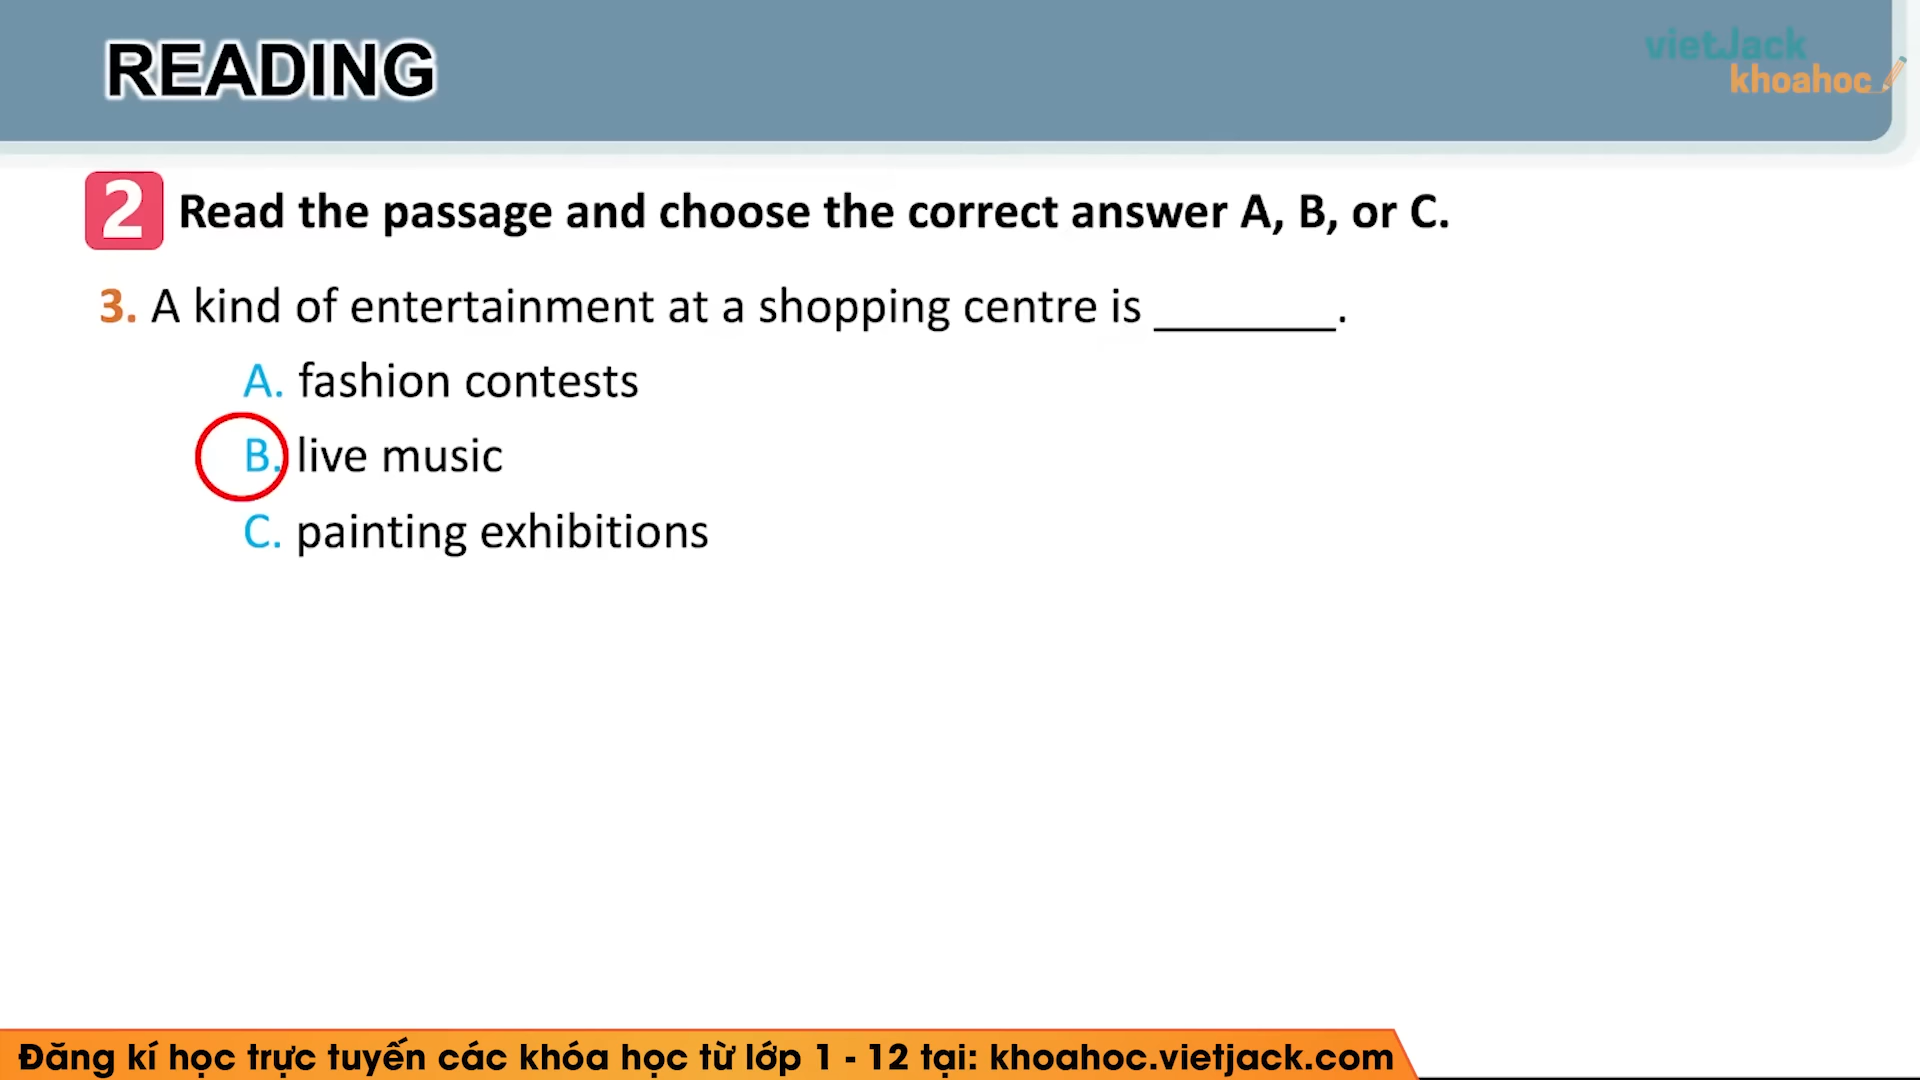 READING
vietJack
khoahoc
2 Read the passage and choose the correct answer A, B, or C.
3. A kind of entertainment at a shopping centre is _______.
A. fashion contests
B. live music
C. painting exhibitions
Đăng kí học trực tuyến các khóa học từ lớp 1 - 12 tại: khoahoc.vietjack.com